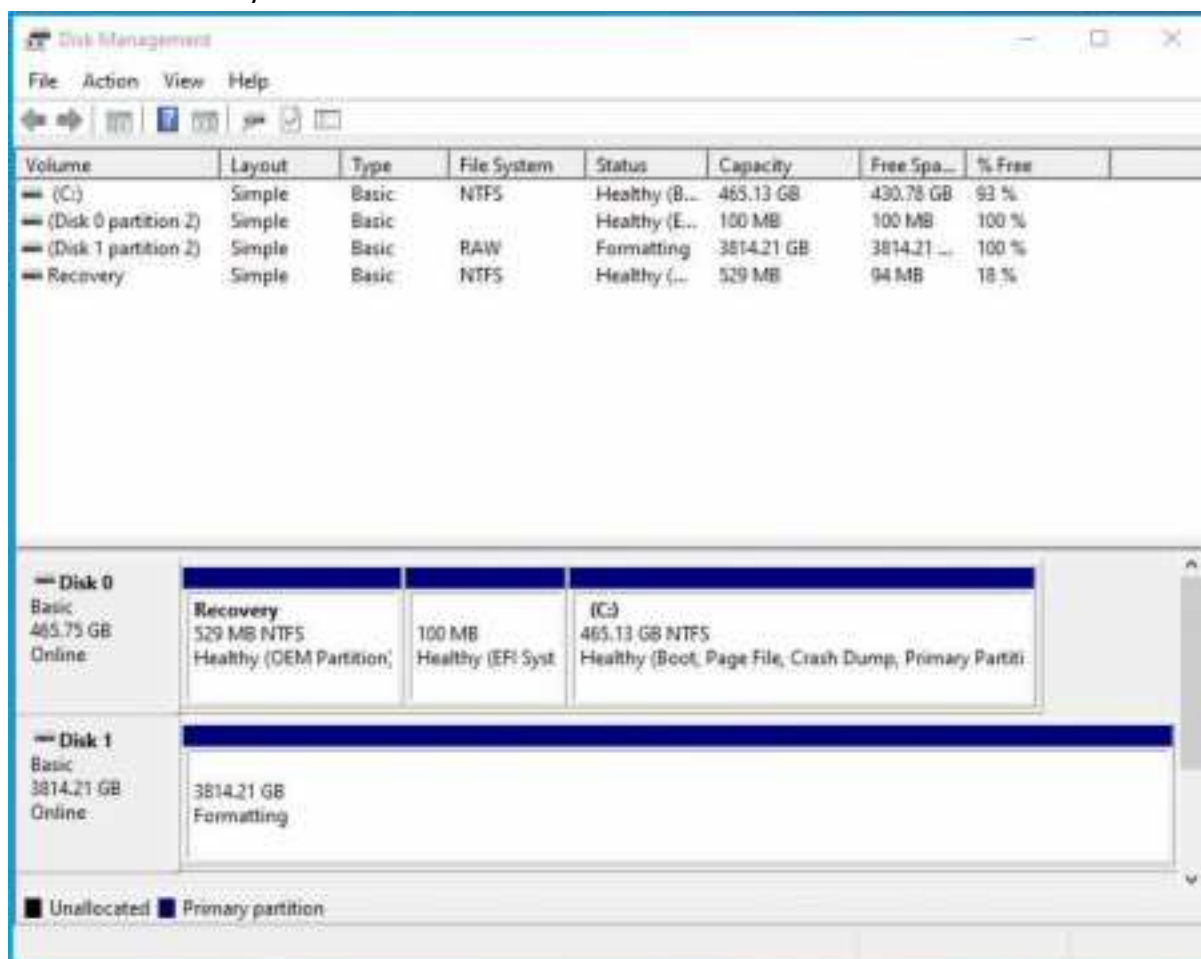 Disk Management
File Action View Help
Volume Layout Type File System Status Capacity Free Spa... % Free
(C:) Simple Basic NTFS Healthy (B... 465.13 GB 430.78 GB 93 %
(Disk 0 partition 2) Simple Basic Healthy (E... 100 MB 100 MB 100 %
(Disk 1 partition 2) Simple Basic RAW Formatting 3814.21 GB 3814.21 ... 100 %
Recovery Simple Basic NTFS Healthy (... 529 MB 94 MB 18 %
Disk 0
Basic
465.75 GB
Online
Recovery
529 MB NTFS
Healthy (OEM Partition)
100 MB
Healthy (EFI Syst
(C:)
465.13 GB NTFS
Healthy (Boot, Page File, Crash Dump, Primary Partiti
Disk 1
Basic
3814.21 GB
Online
3814.21 GB
Formatting
Unallocated Primary partition